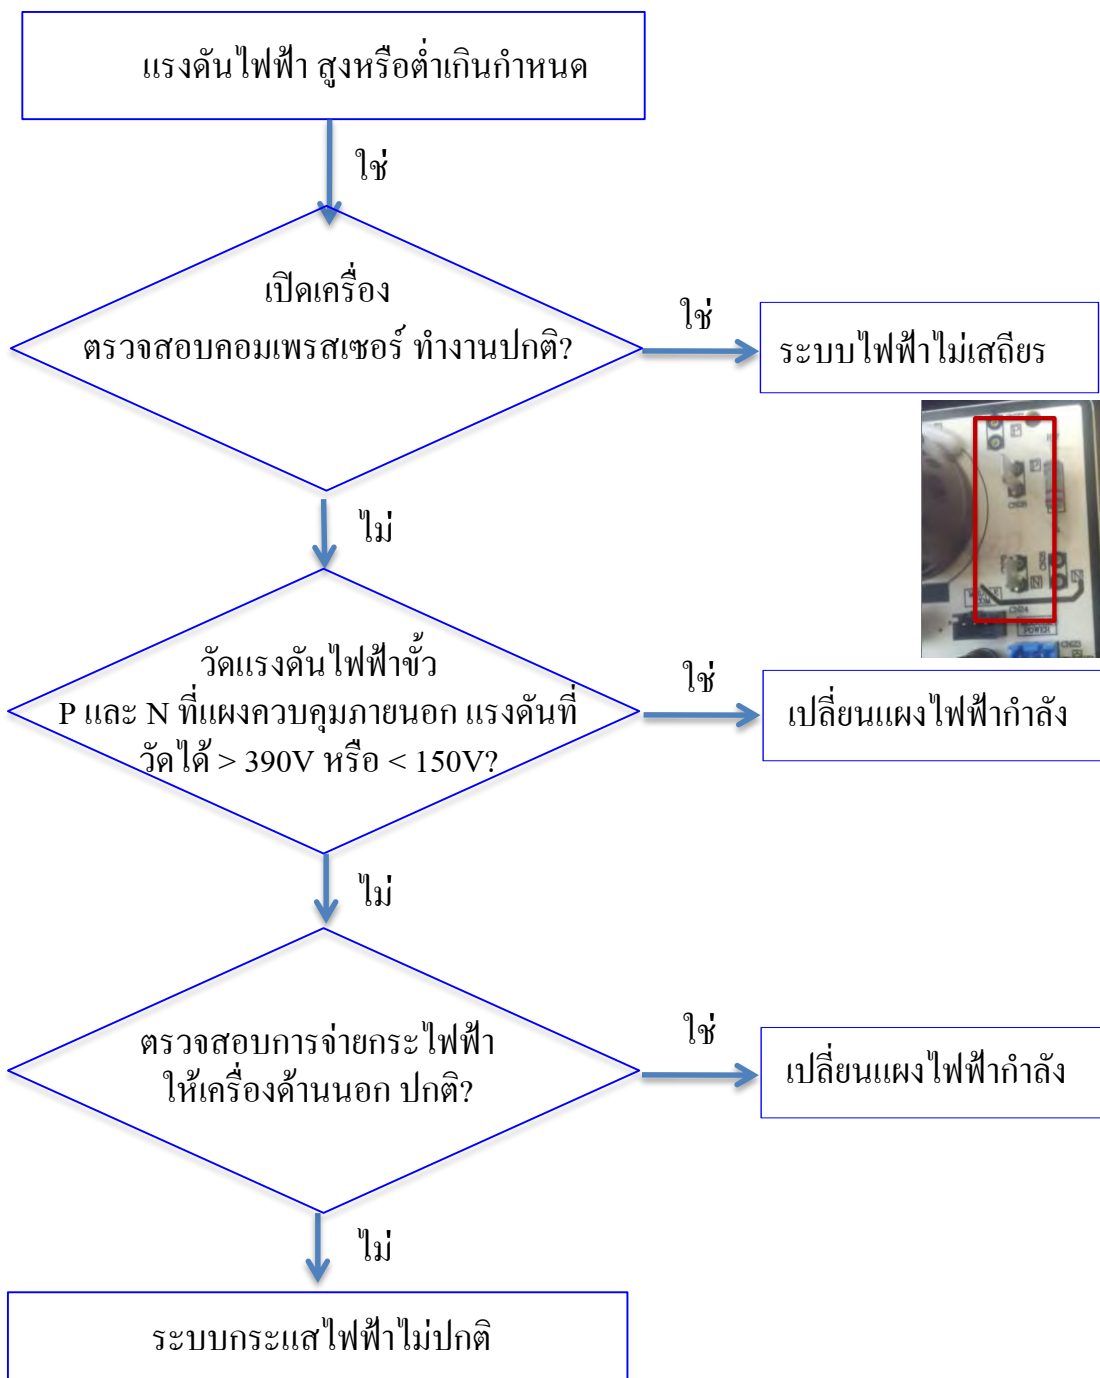 แรงดันไฟฟ้า สูงหรือต่ำเกินกำหนด
ใช่
เปิดเครื่อง
ตรวจสอบคอมเพรสเซอร์ ทำงานปกติ?
ใช่
ระบบไฟฟ้าไม่เสถียร
ไม่
วัดแรงดันไฟฟ้าขั้ว
P และ N ที่แผงควบคุมภายนอก แรงดันที่
วัดได้ > 390V หรือ < 150V?
ใช่
เปลี่ยนแผงไฟฟ้ากำลัง
ไม่
ตรวจสอบการจ่ายกระไฟฟ้า
ให้เครื่องด้านนอก ปกติ?
ใช่
เปลี่ยนแผงไฟฟ้ากำลัง
ไม่
ระบบกระแสไฟฟ้าไม่ปกติ